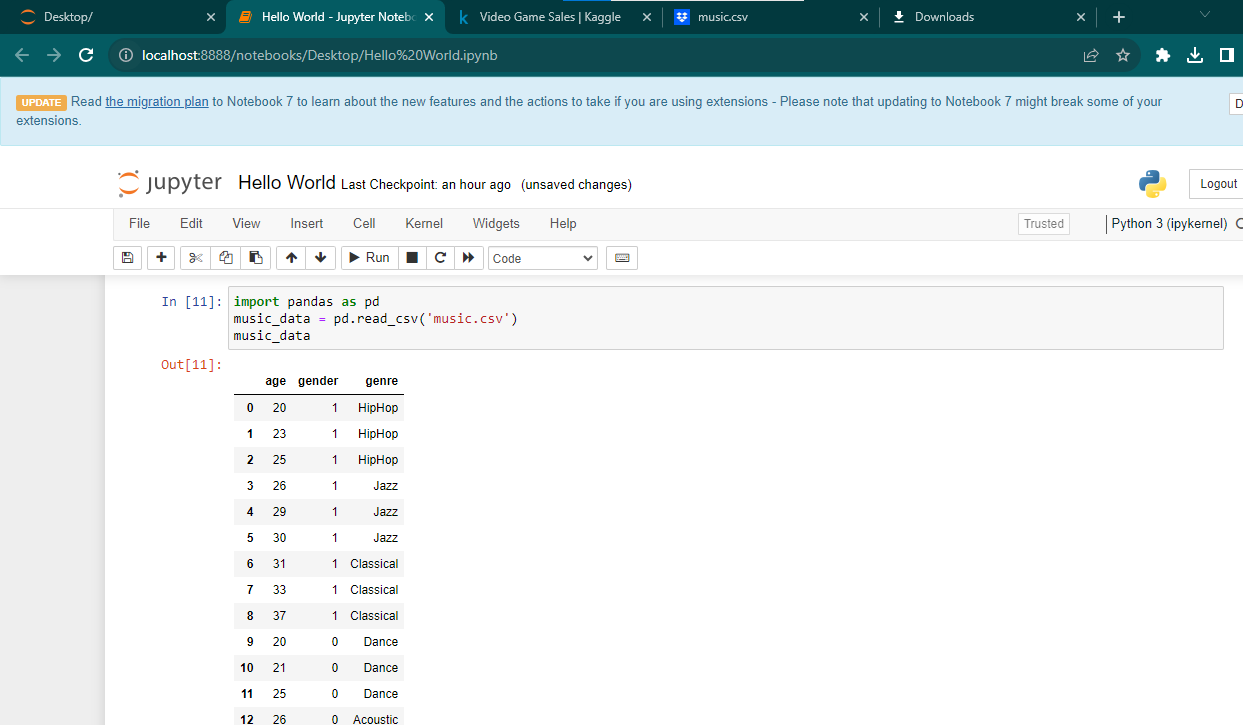 Desktop/
Hello World - Jupyter Notebo
Video Game Sales | Kaggle
music.csv
Downloads
localhost:8888/notebooks/Desktop/Hello%20World.ipynb
UPDATE Read the migration plan to Notebook 7 to learn about the new features and the actions to take if you are using extensions - Please note that updating to Notebook 7 might break some of your
extensions.
D
jupyter Hello World Last Checkpoint: an hour ago (unsaved changes)
Logout
File Edit View Insert Cell Kernel Widgets Help
Trusted
Python 3 (ipykernel)
Run
Code
In [11]: import pandas as pd
music_data = pd.read_csv('music.csv')
music_data
Out[11]:
age gender genre
0 20 1 HipHop
1 23 1 HipHop
2 25 1 HipHop
3 26 1 Jazz
4 29 1 Jazz
5 30 1 Jazz
6 31 1 Classical
7 33 1 Classical
8 37 1 Classical
9 20 0 Dance
10 21 0 Dance
11 25 0 Dance
12 26 0 Acoustic